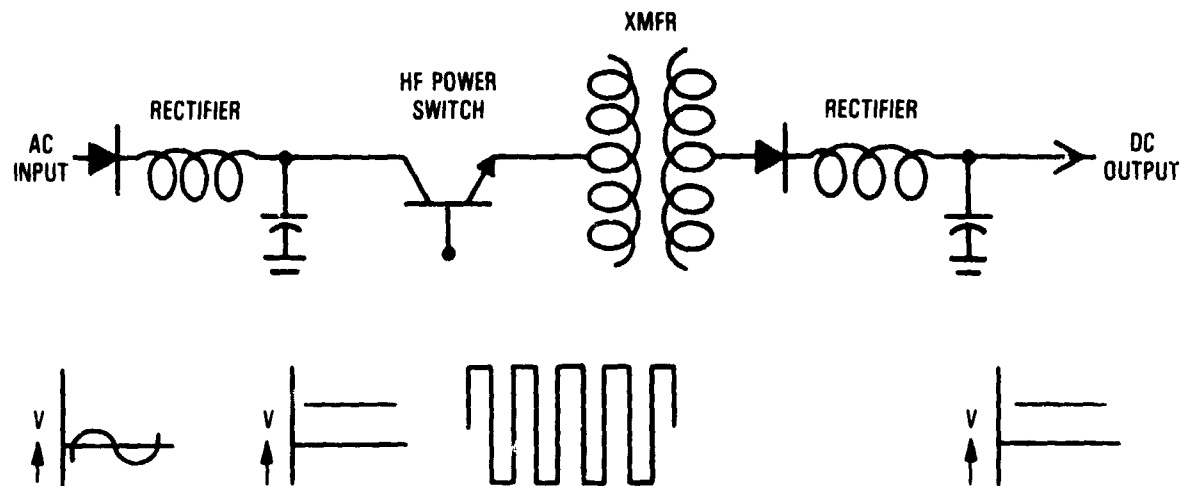 XMFR
HF POWER
SWITCH
RECTIFIER
RECTIFIER
AC
INPUT
DC
OUTPUT
V
V
V